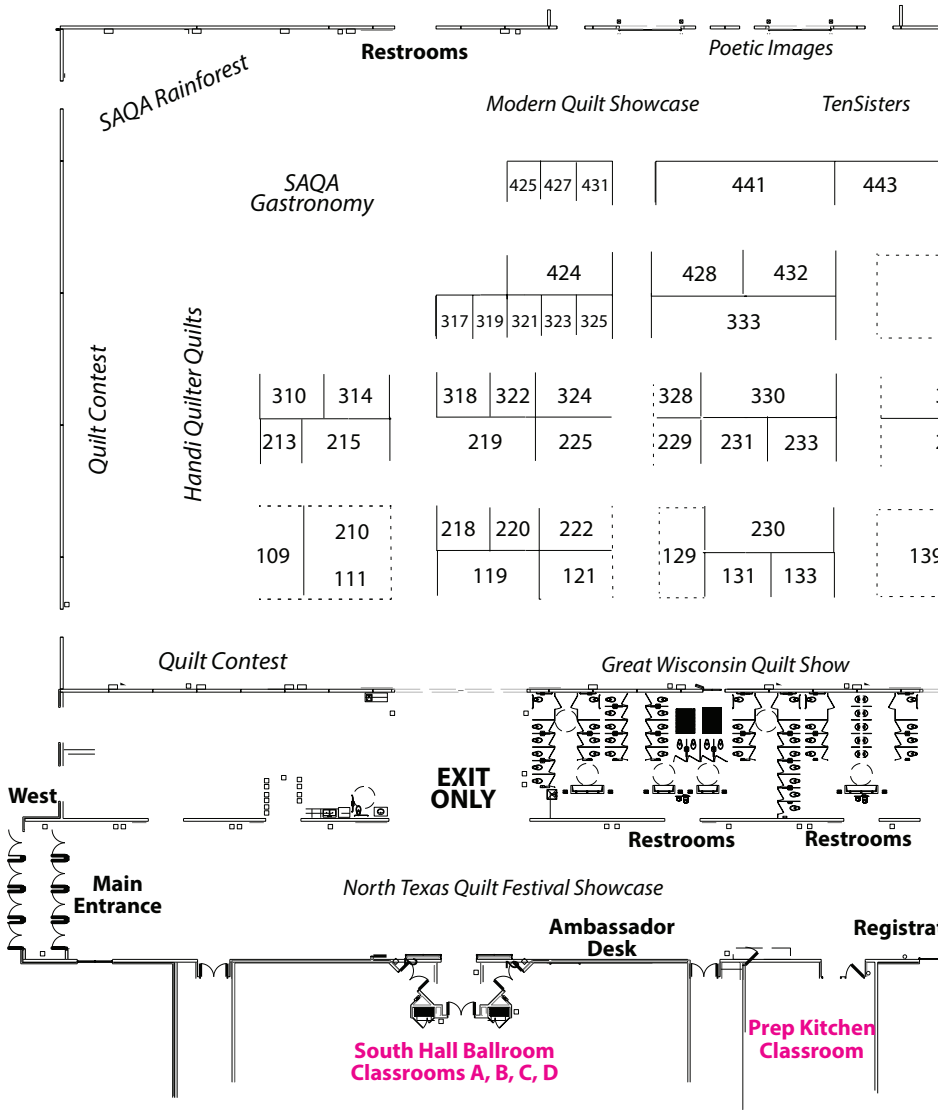 Restrooms
Poetic Images
SAQA Rainforest
Modern Quilt Showcase
TenSisters
SAQA
Gastronomy
425 427 431
441
443
424
428
432
317 319 321 323 325
333
Quilt Contest
Handi Quilter Quilts
310
314
318
322
324
328
330
213
215
219
225
229
231
233
109
210
111
218
220
222
119
121
129
230
131
133
139
Quilt Contest
Great Wisconsin Quilt Show
EXIT
ONLY
West
Restrooms
Restrooms
Main
Entrance
North Texas Quilt Festival Showcase
Ambassador
Desk
Registrat
South Hall Ballroom
Classrooms A, B, C, D
Prep Kitchen
Classroom